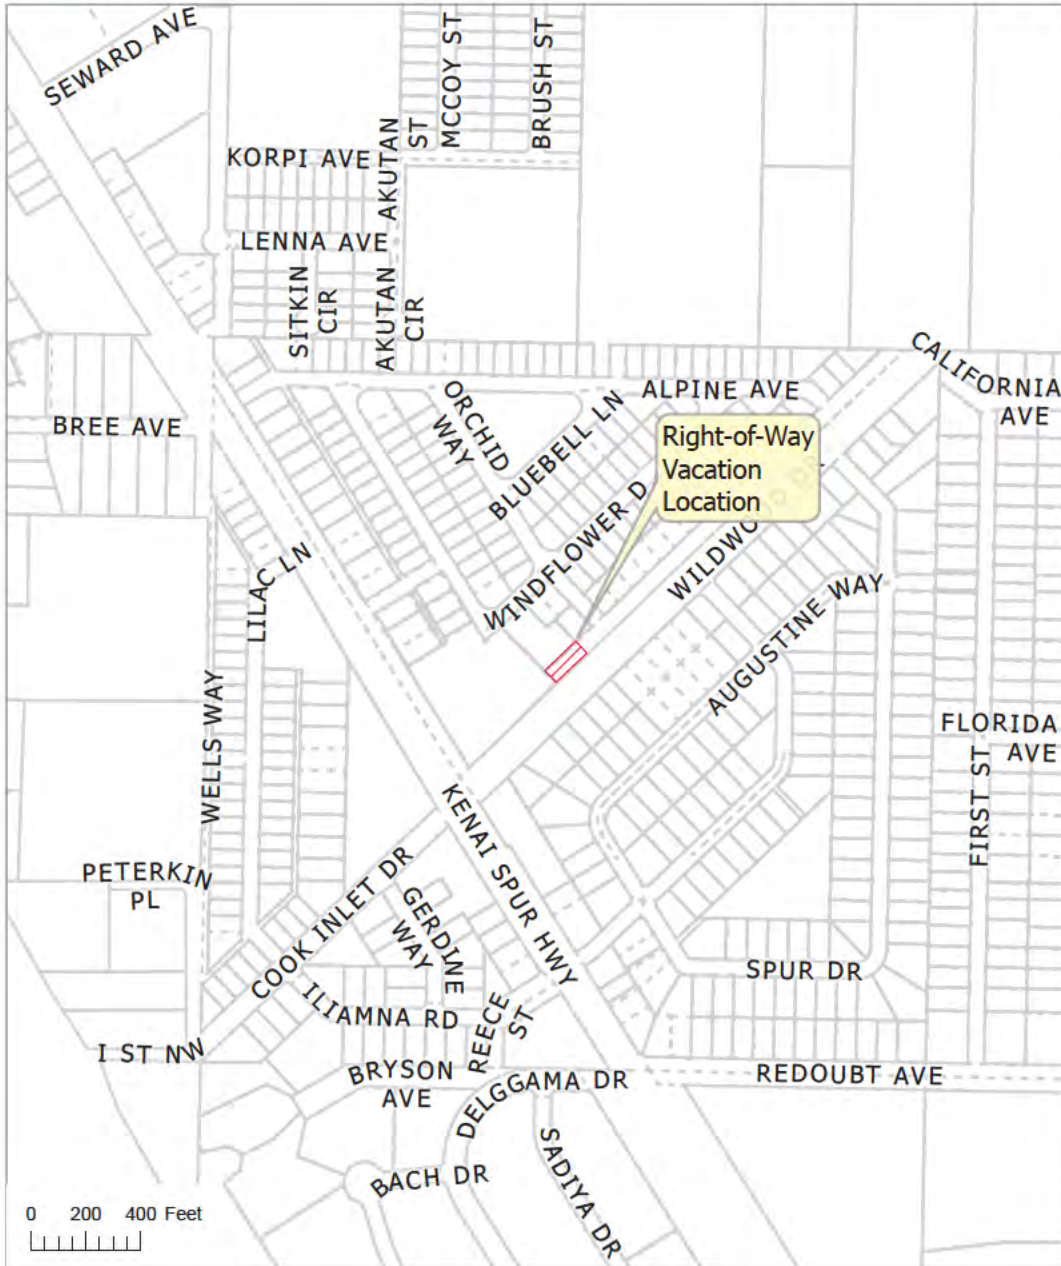 SEWARD AVE
MCCOY ST
BRUSH ST
AKUTAN
ST
KORPI AVE
LENNA AVE
SITKIN
CIR
AKUTAN
CIR
CALIFORNIA
AVE
ALPINE AVE
BREE AVE
ORCHID
WAY
BLUEBELL LN
Right-of-Way
Vacation
Location
WINDFLOWER D
WILDWOOD DR
LILAC LN
AUGUSTINE WAY
WELLS WAY
FLORIDA
AVE
FIRST ST
KENAI SPUR HWY
PETERKIN
PL
COOK INLET DR
GERDINE
WAY
SPUR DR
ILIAMNA RD
REECE
ST
I ST NW
BRYSON
AVE
DELGGAMA DR
REDOUBT AVE
BACH DR
SADIYA DR
0 200 400 Feet